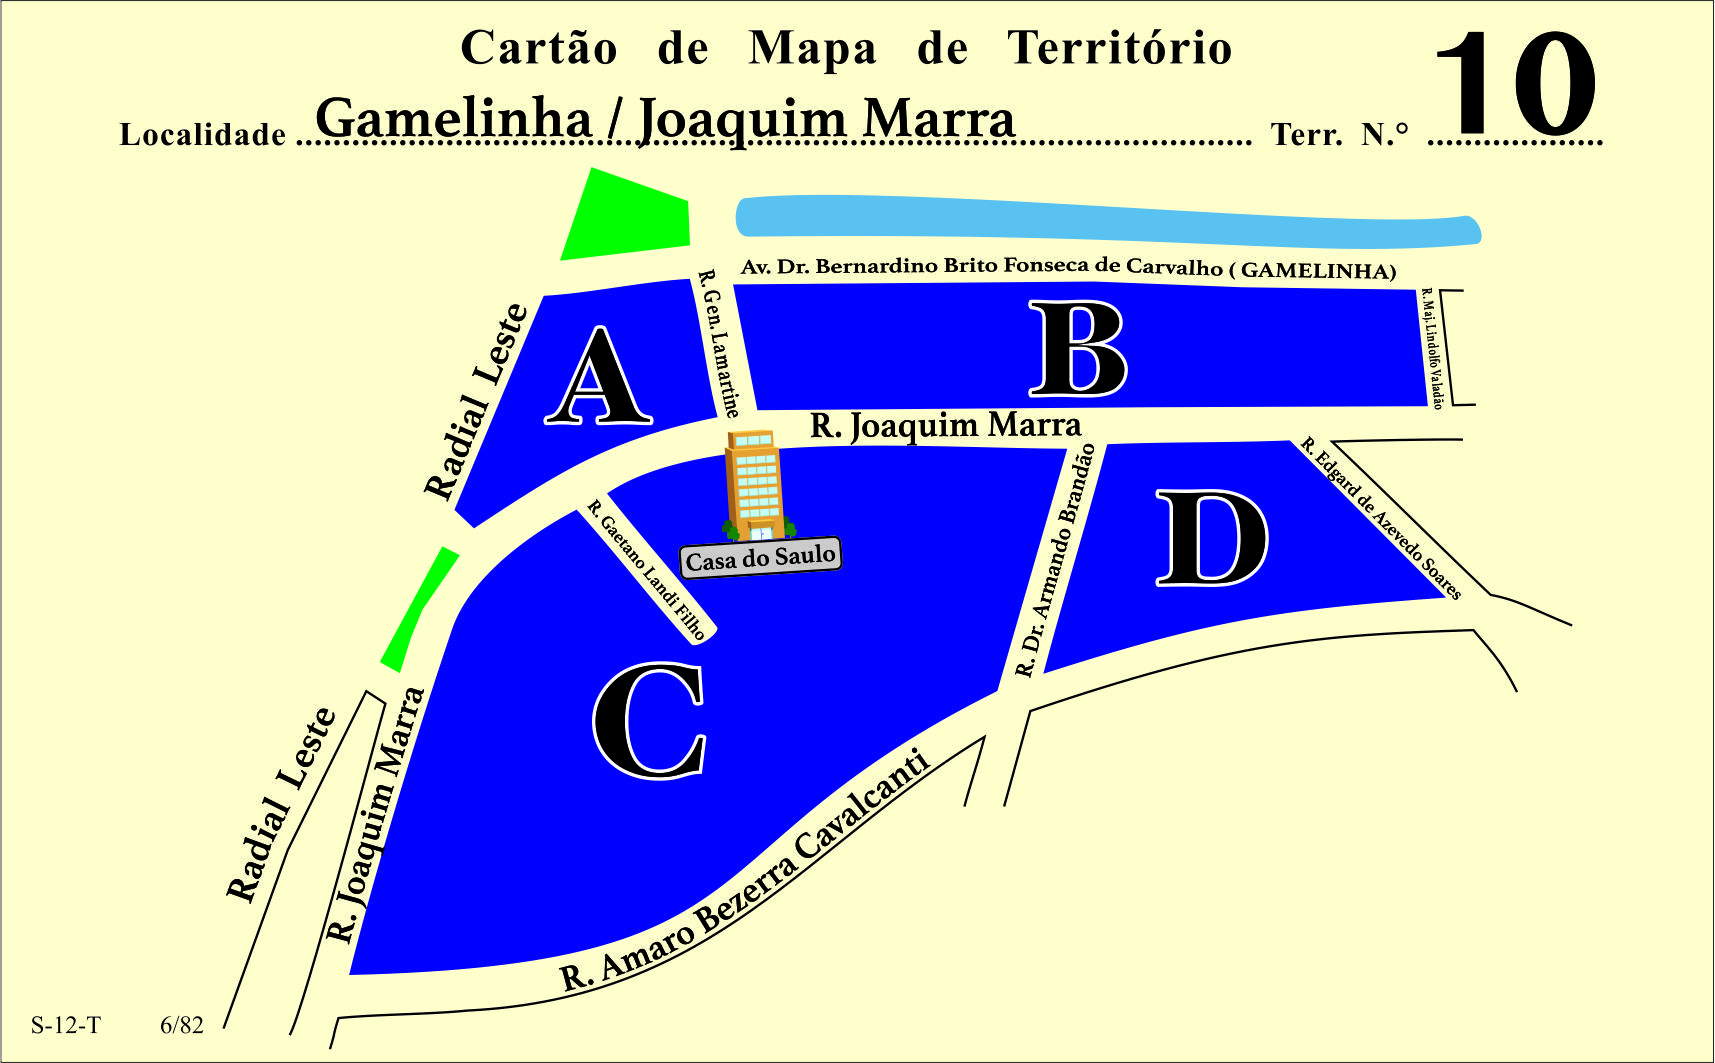 Cartão de Mapa de Território
10
Localidade Gamelinha / Joaquim Marra Terr. N.°
Av. Dr. Bernardino Brito Fonseca de Carvalho ( GAMELINHA)
R. Gen. Lamartine
R. Maj. Lindolfo Valadão
Radial Leste
A
B
R. Joaquim Marra
R. Edgard de Azevedo Soares
R. Dr. Armando Brandão
D
R. Gaetano Landi Filho
Casa do Saulo
C
Radial Leste
R. Joaquim Marra
R. Amaro Bezerra Cavalcanti
S-12-T 6/82